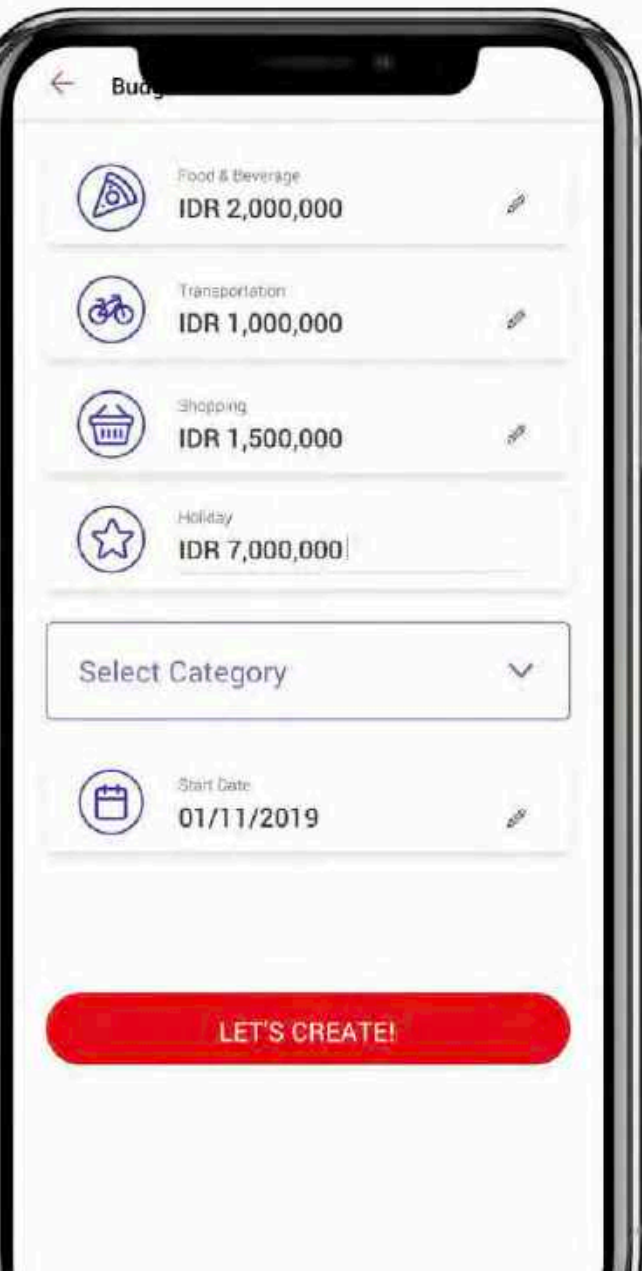 Food & Beverage
IDR 2,000,000
Transportation
IDR 1,000,000
Shopping
IDR 1,500,000
Holiday
IDR 7,000,000
Select Category
Start Date
01/11/2019
LET'S CREATE!